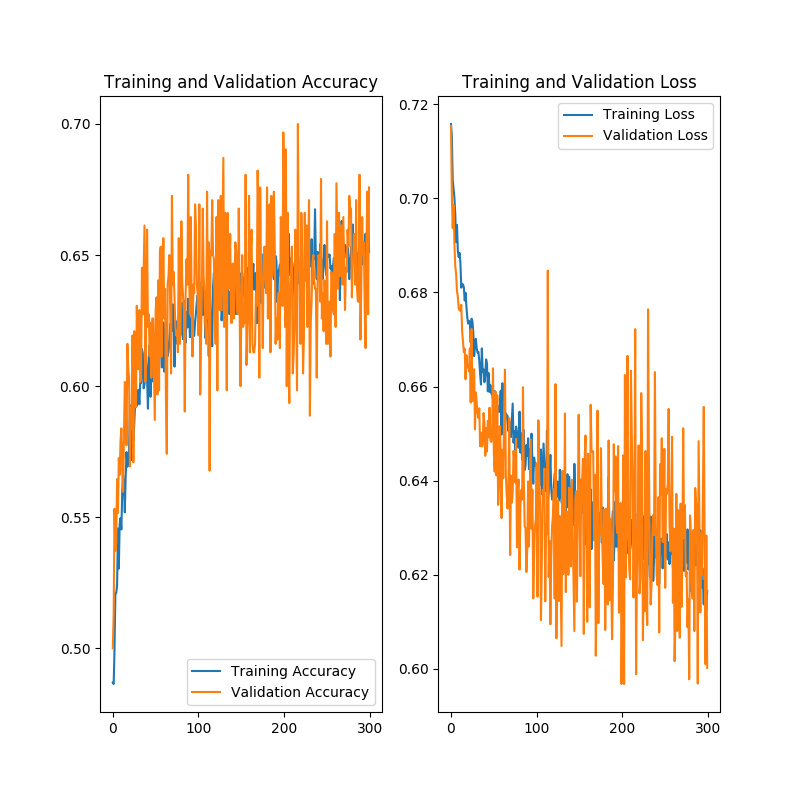 Training and Validation Accuracy
0.70
0.65
0.60
0.55
0.50
0 100 200 300
Training Accuracy
Validation Accuracy
Training and Validation Loss
0.72
0.70
0.68
0.66
0.64
0.62
0.60
0 100 200 300
Training Loss
Validation Loss